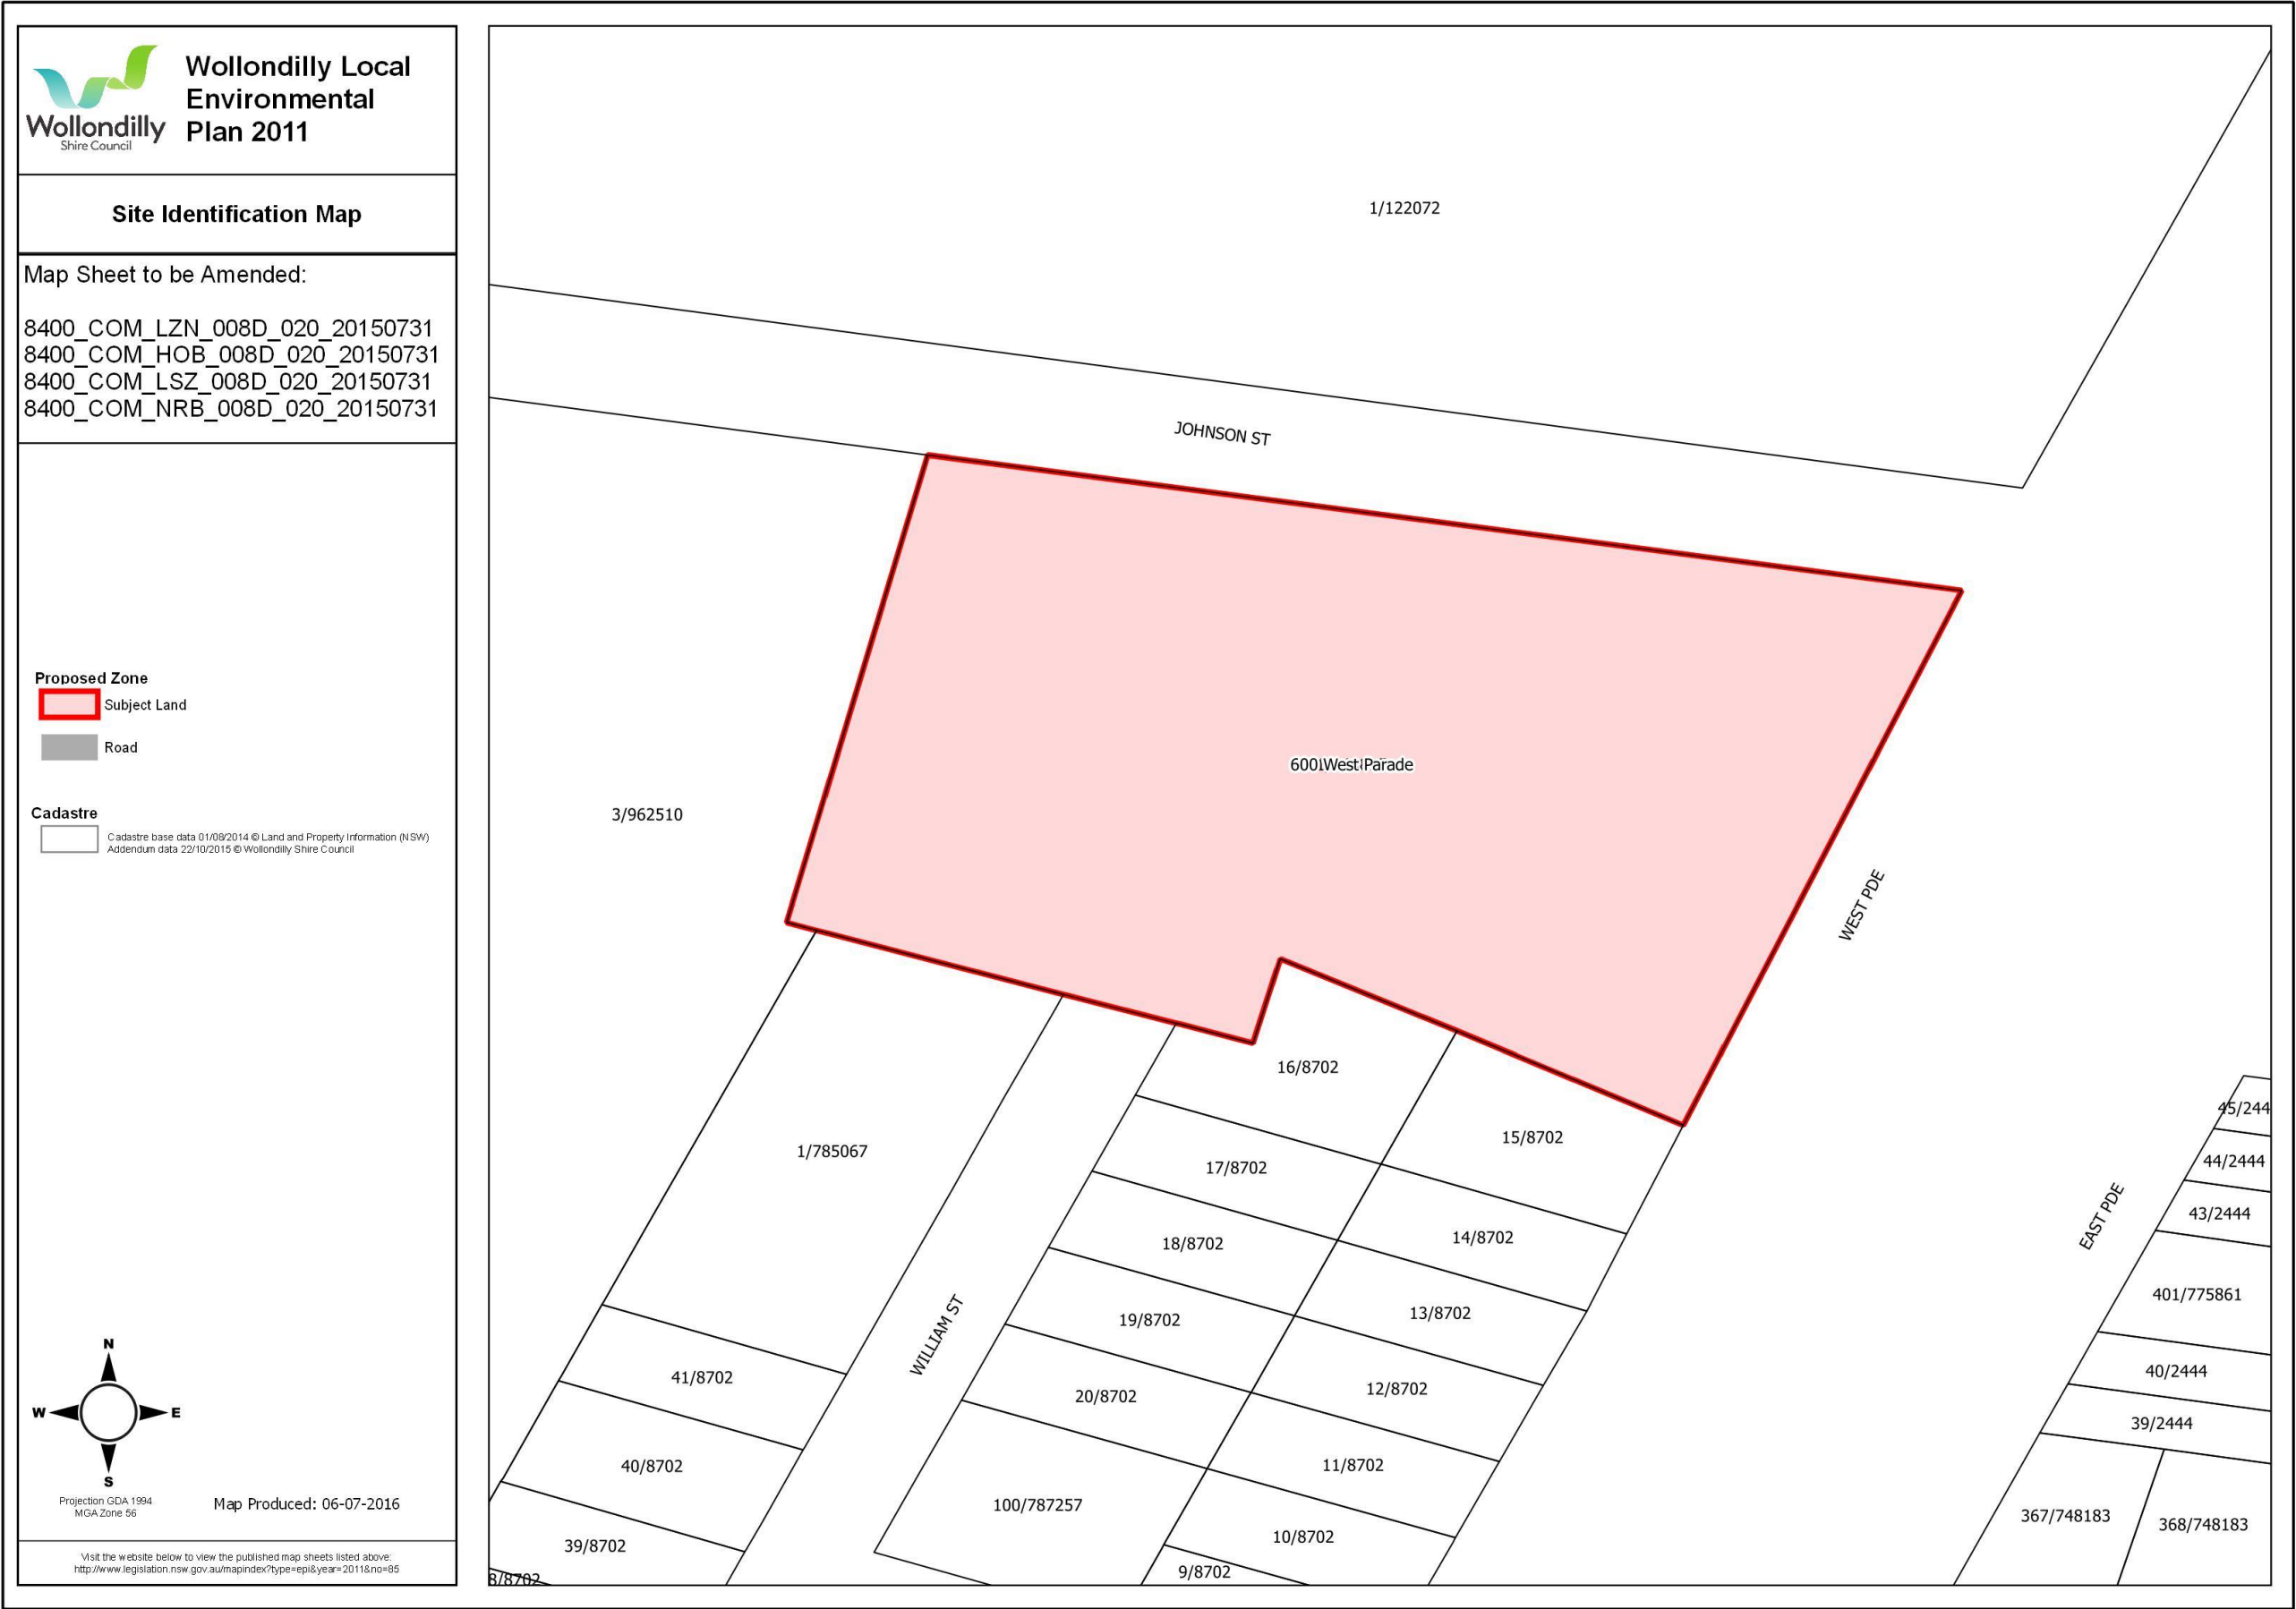 Wollondilly
Shire Council
Wollondilly Local
Environmental
Plan 2011
Site Identification Map
Map Sheet to be Amended:
8400_COM_LZN_008D_020_20150731
8400_COM_HOB_008D_020_20150731
8400_COM_LSZ_008D_020_20150731
8400_COM_NRB_008D_020_20150731
Proposed Zone
Subject Land
Road
Cadastre
Cadastre base data 01/08/2014 © Land and Property Information (NSW)
Addendum data 22/10/2015 © Wollondilly Shire Council
N
W
E
S
Projection GDA 1994
MGA Zone 56
Map Produced: 06-07-2016
Visit the website below to view the published map sheets listed above:
http://www.legislation.nsw.gov.au/mapindex?type=epi&year=2011&no=85
1/122072
JOHNSON ST
West Parade
3/962510
WEST PDE
16/8702
15/8702
1/785067
17/8702
14/8702
18/8702
13/8702
19/8702
12/8702
WILLIAM ST
41/8702
20/8702
11/8702
40/8702
100/787257
10/8702
39/8702
9/8702
8/8702
EAST PDE
45/244
44/2444
43/2444
401/775861
40/2444
39/2444
367/748183
368/748183